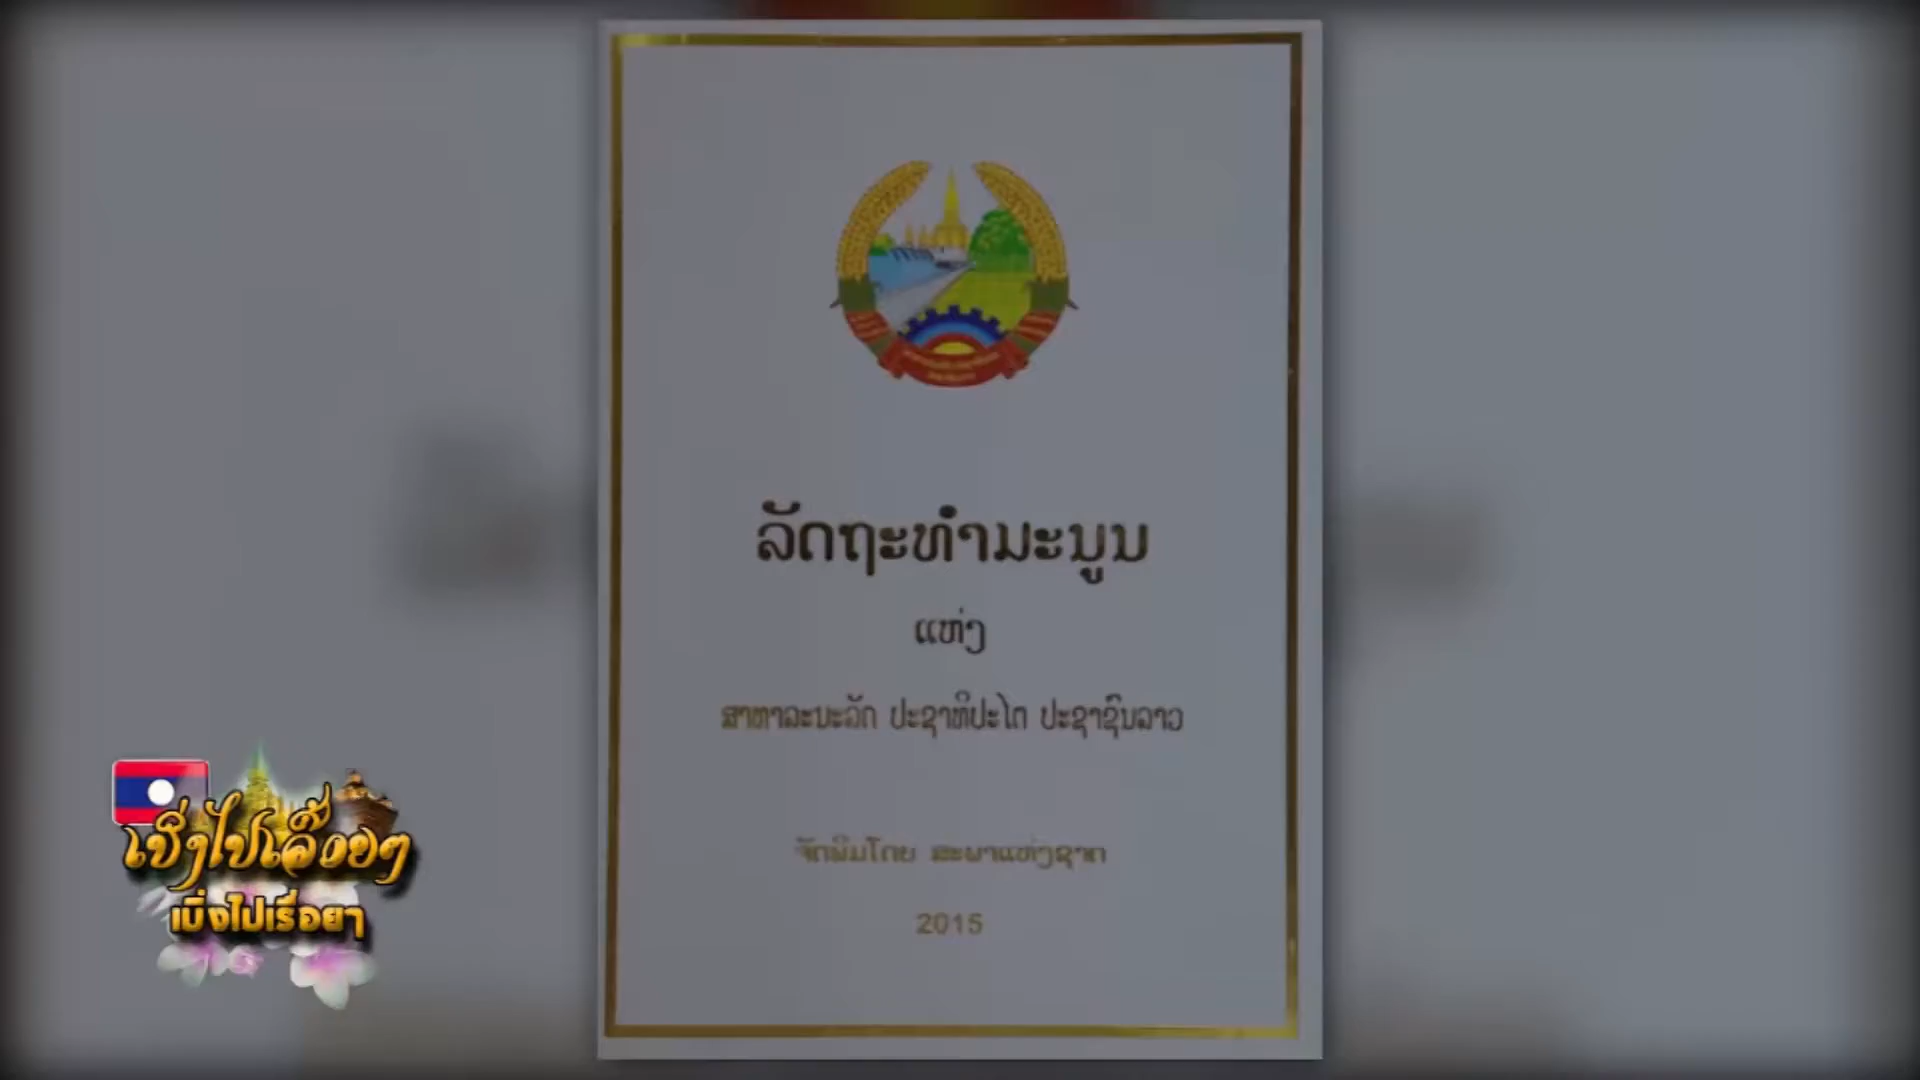 ລັດຖະທຳມະນູນ
ແຫ່ງ
ສາທາລະນະລັດ ປະຊາທິປະໄຕ ປະຊາຊົນລາວ
ຈັດພິມໂດຍ ສະພາແຫ່ງຊາດ
2015
ເບິ່ງໄປເລື້ອຍໆ
เบิ่งไปเรื่อยๆ